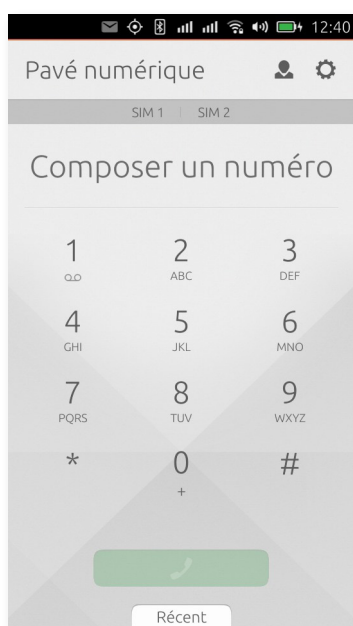 12:40
Pavé numérique
SIM 1 SIM 2
Composer un numéro
1 2 3
ABC DEF
4 5 6
GHI JKL MNO
7 8 9
PQRS TUV WXYZ
* 0 #
+
Récent